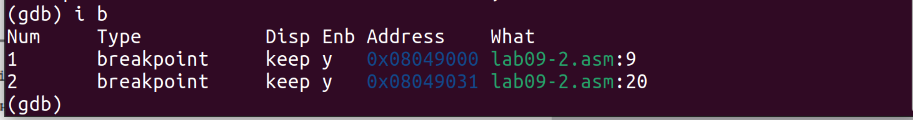 (gdb) i b
Num     Type           Disp Enb Address    What
1       breakpoint     keep y   0x08049000 lab09-2.asm:9
2       breakpoint     keep y   0x08049031 lab09-2.asm:20
(gdb)